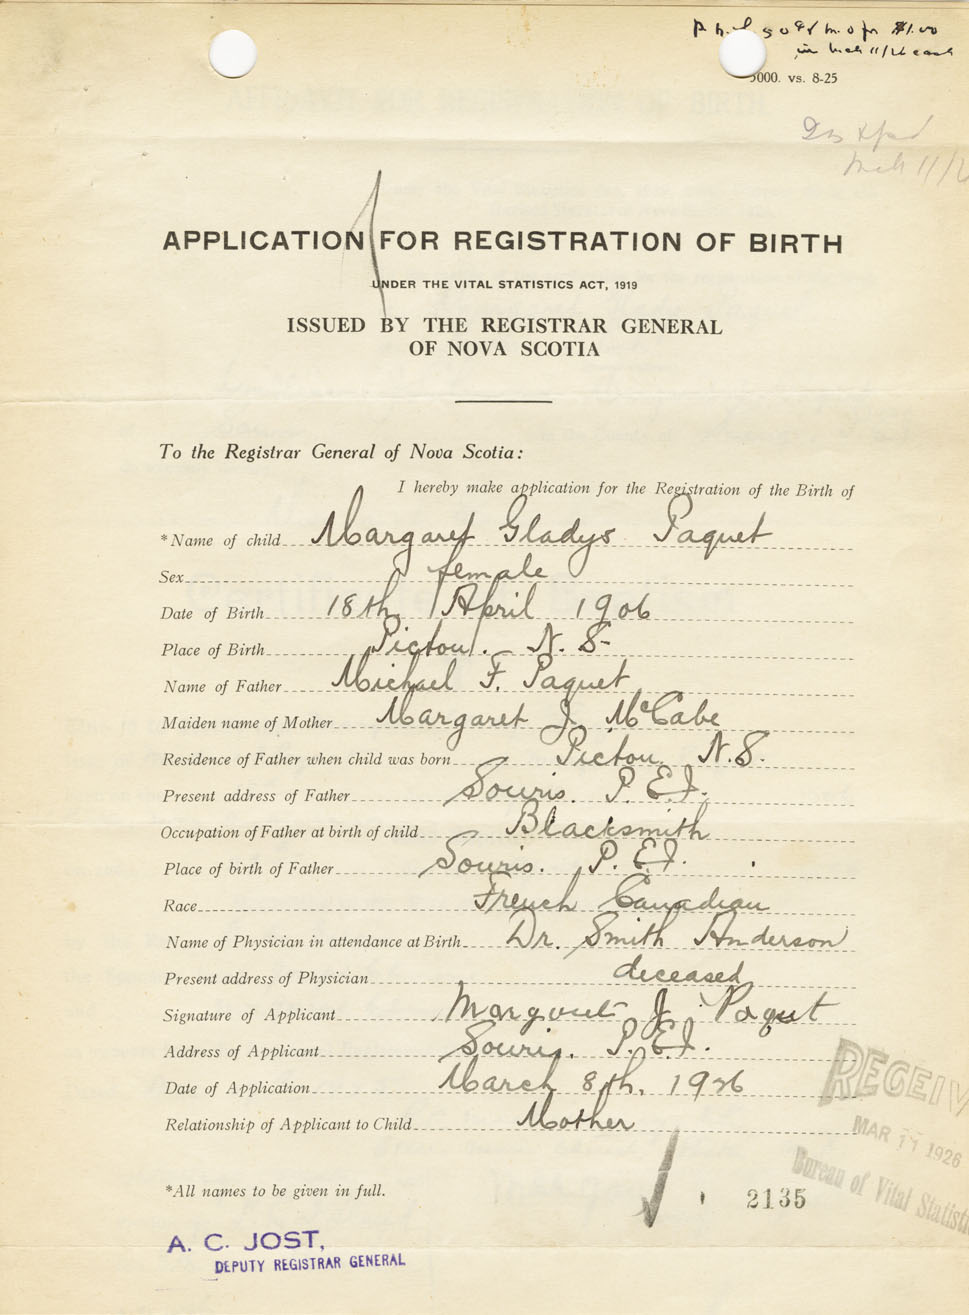 $1.00
000. vs. 8-25
Mch 11/2
APPLICATION FOR REGISTRATION OF BIRTH
UNDER THE VITAL STATISTICS ACT, 1919
ISSUED BY THE REGISTRAR GENERAL
OF NOVA SCOTIA
To the Registrar General of Nova Scotia:
I hereby make application for the Registration of the Birth of
*Name of child Margaret Gladys Paquet
Sex female
Date of Birth 18th April 1906
Place of Birth Pictou. N. S-
Name of Father Michael F. Paquet
Maiden name of Mother Margaret J. McCabe
Residence of Father when child was born Pictou N.S.
Present address of Father Souris. P.E.I.
Occupation of Father at birth of child Blacksmith
Place of birth of Father Souris. P.E.I.
Race French Canadian
Name of Physician in attendance at Birth Dr. Smith Anderson
Present address of Physician deceased
Signature of Applicant Margaret J. Paquet
Address of Applicant Souris. P.E.I.
Date of Application March 8th, 1926
Relationship of Applicant to Child Mother
RECEIV
MAR 11 1926
Bureau of Vital Statisti
*All names to be given in full.
2135
A. C. JOST,
DEPUTY REGISTRAR GENERAL